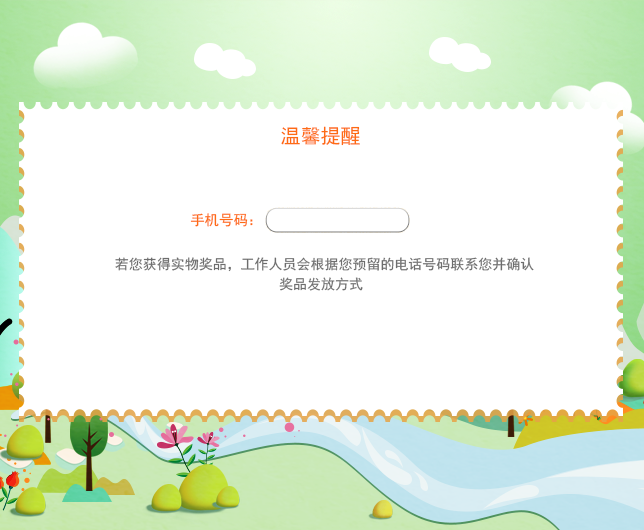 温馨提醒
手机号码：
若您获得实物奖品，工作人员会根据您预留的电话号码联系您并确认
奖品发放方式